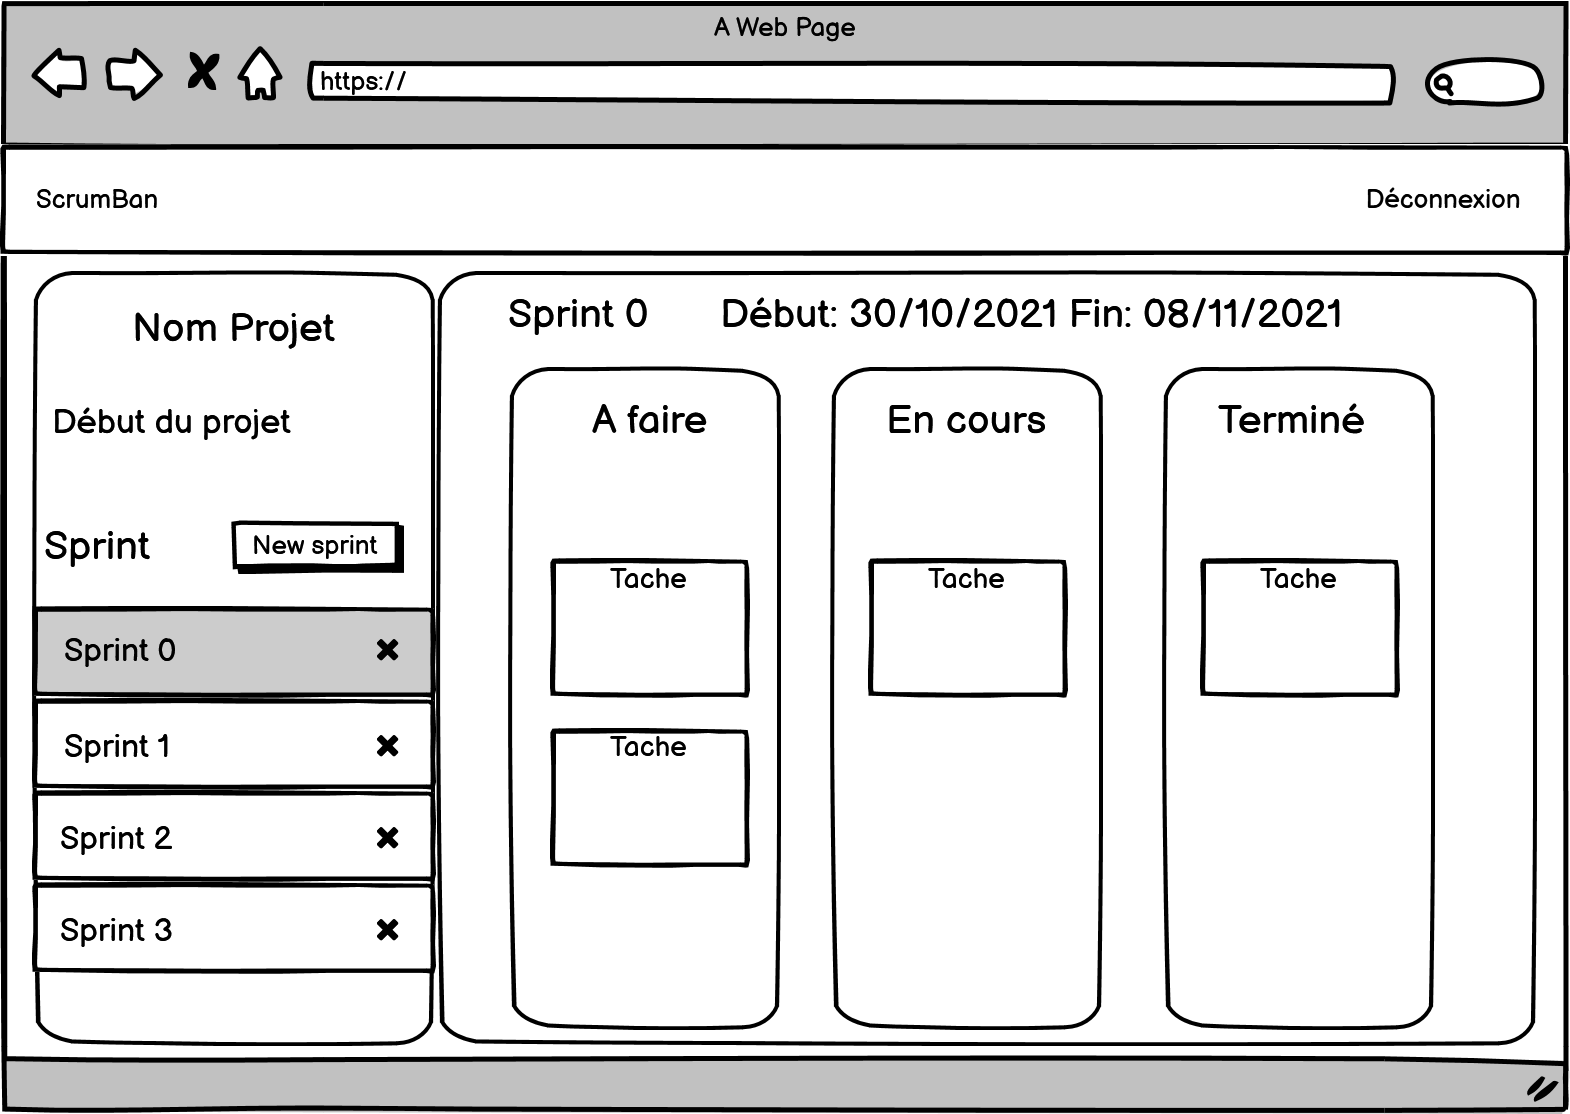 A Web Page
https://
ScrumBan
Déconnexion
Nom Projet
Début du projet
Sprint
New sprint
Sprint 0
Sprint 1
Sprint 2
Sprint 3
Sprint 0
Début: 30/10/2021 Fin: 08/11/2021
A faire
Tache
Tache
En cours
Tache
Terminé
Tache